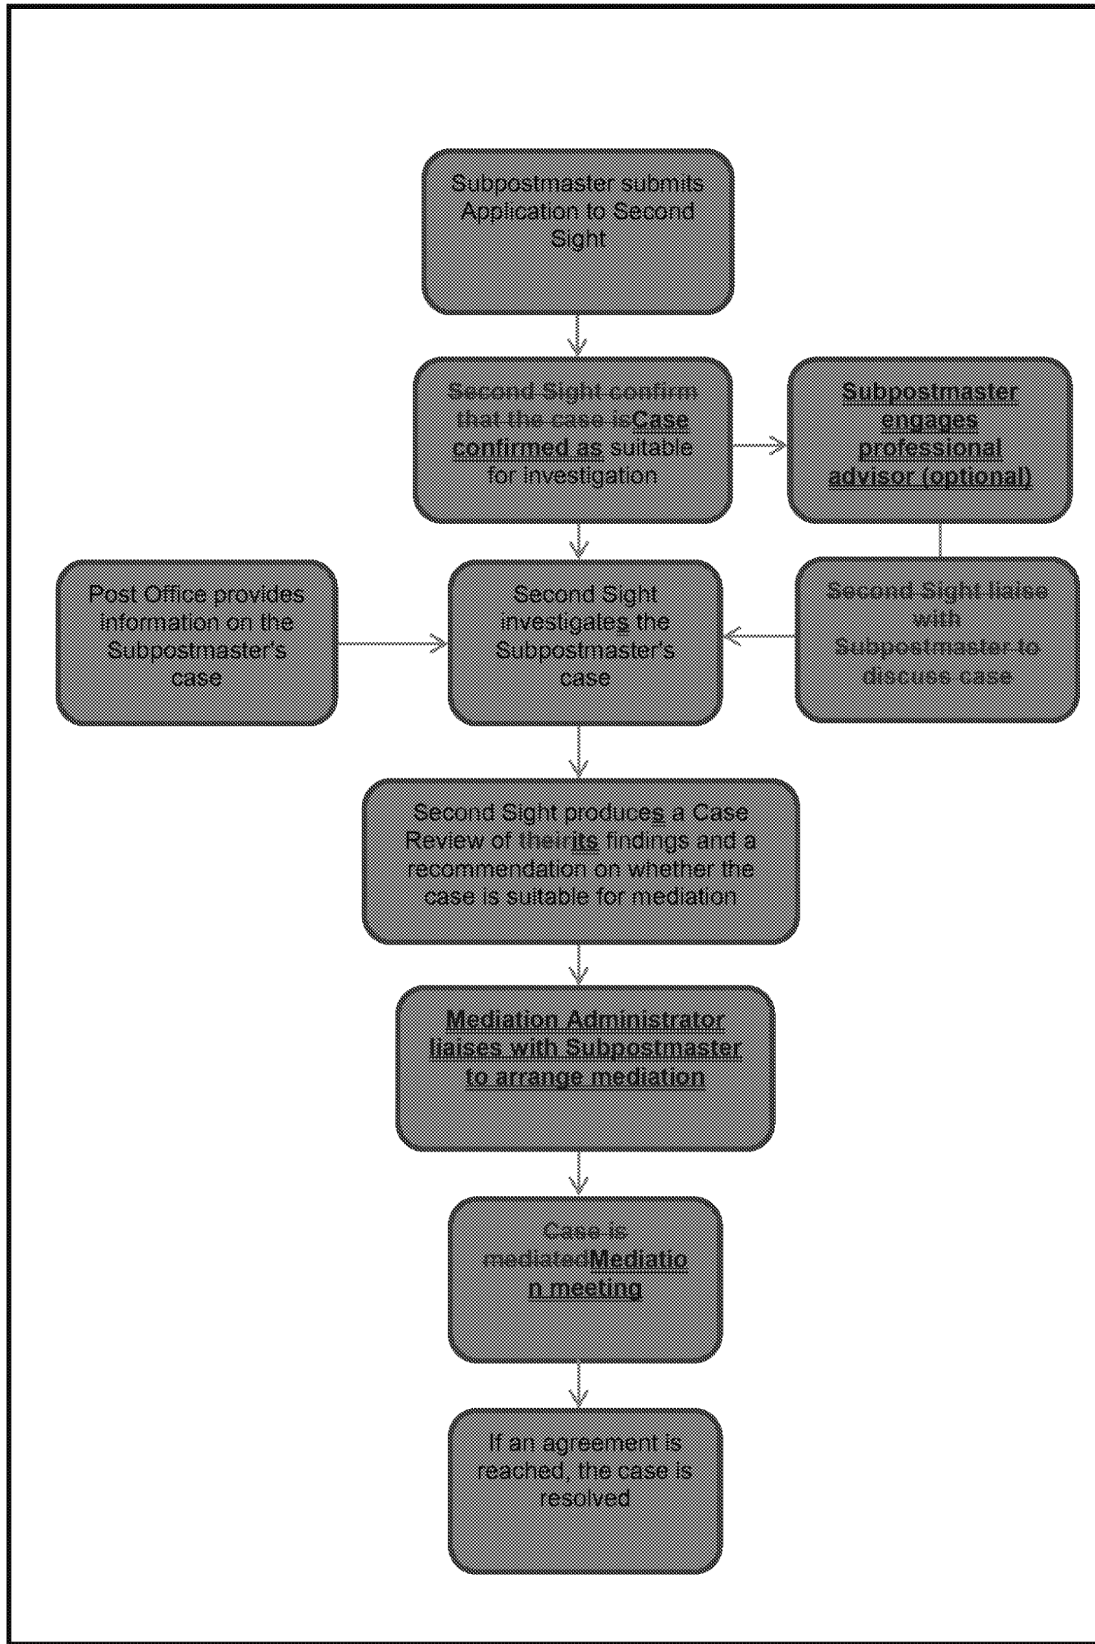 Subpostmaster submits
Application to Second
Sight
Second Sight confirm
that the case isCase
confirmed as suitable
for investigation
Subpostmaster
engages
professional
advisor (optional)
Post Office provides
information on the
Subpostmaster's
case
Second Sight
investigates the
Subpostmaster's
case
Second Sight liaise
with
Subpostmaster to
discuss case
Second Sight produces a Case
Review of theirits findings and a
recommendation on whether the
case is suitable for mediation
Mediation Administrator
liaises with Subpostmaster
to arrange mediation
Case is
mediatedMediatio
n meeting
If an agreement is
reached, the case is
resolved